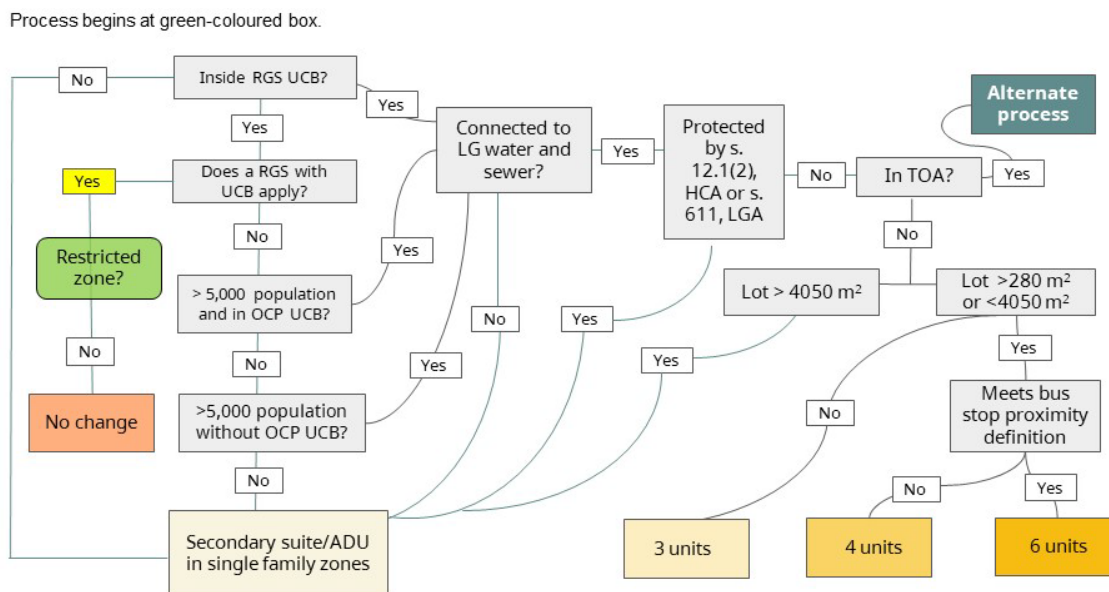 Process begins at green-coloured box.
No
Inside RGS UCB?
Yes
Yes
Does a RGS with
UCB apply?
Yes
Restricted
zone?
No
No change
No
> 5,000 population
and in OCP UCB?
No
>5,000 population
without OCP UCB?
No
Secondary suite/ADU
in single family zones
Yes
Yes
Connected to
LG water and
sewer?
No
Yes
Protected
by s.
12.1(2),
HCA or s.
611, LGA
Yes
No
In TOA?
Yes
Alternate
process
No
Lot > 4050 m²
Yes
Lot >280 m²
or <4050 m²
No
Yes
Meets bus
stop proximity
definition
No
Yes
3 units
4 units
6 units